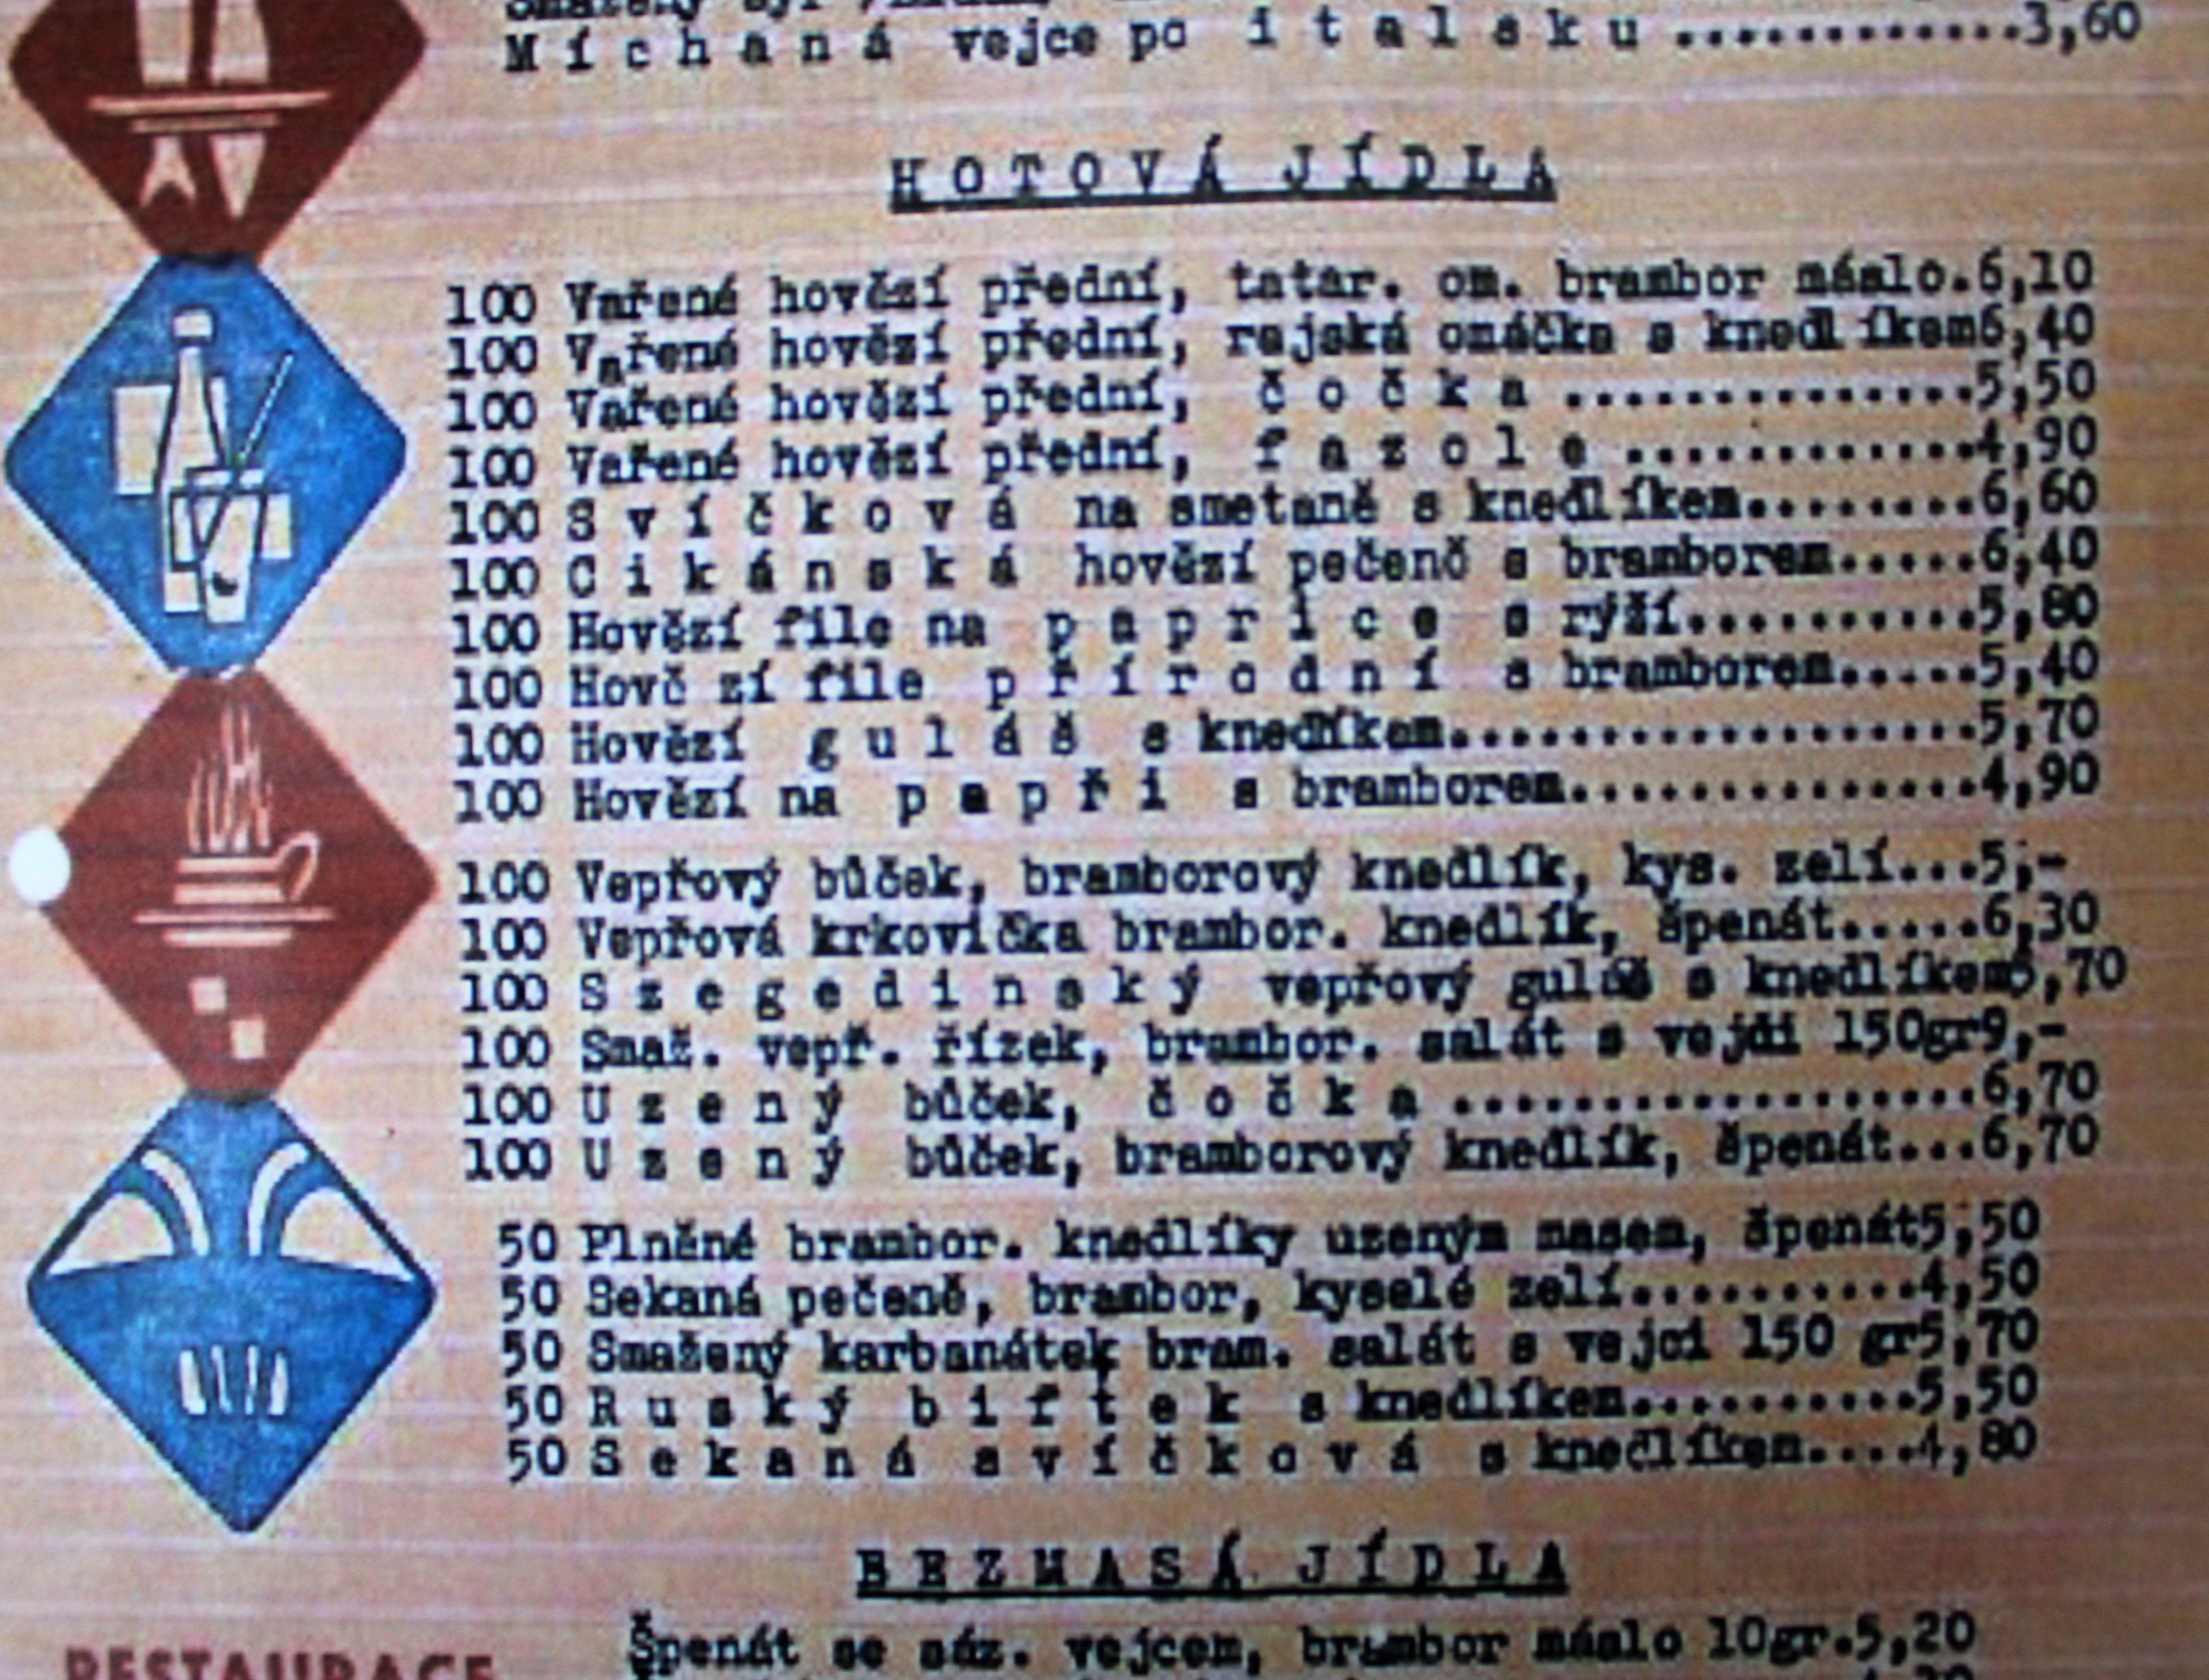 Smažený sýr
Míchaná vejce po italsku ............3,60
HOTOVÁ JÍDLA
100 Vařené hovězí přední, tatar. om. brambor máslo.6,10
100 Vařené hovězí přední, rajská omáčka s knedlíkem6,40
100 Vařené hovězí přední, čočka ..............5,50
100 Vařené hovězí přední, fazole ............4,90
100 Svíčková na smetaně s knedlíkem........6,60
100 Cikánská hovězí pečeně s bramborem.....6,40
100 Hovězí file na paprice s rýží..........5,80
100 Hově zí file přírodní s bramborem.....5,40
100 Hovězí guláš s knedlíkem..................5,70
100 Hovězí na papři s bramborem..............4,90
100 Vepřový bůček, bramborový knedlík, kys. zelí...5,-
100 Vepřová krkovička brambor. knedlík, špenát.....6,30
100 Szegedinský vepřový guláš s knedlíkem5,70
100 Smaž. vepř. řízek, brambor. salát s vejci 150gr9,-
100 Uzený bůček, čočka ..................6,70
100 Uzený bůček, bramborový knedlík, špenát...6,70
50 Plněné brambor. knedlíky uzeným masem, špenát5,50
50 Sekaná pečeně, brambor, kyselé zelí..........4,50
50 Smažený karbanátek bram. salát s vejci 150 gr5,70
50 Ruský biftek s knedlíkem..........5,50
50 Sekaná svíčková s knedlíkem....4,80
BEZMASÁ JÍDLA
Špenát se sáz. vejcem, brambor máslo 10gr.5,20
RESTAURACE